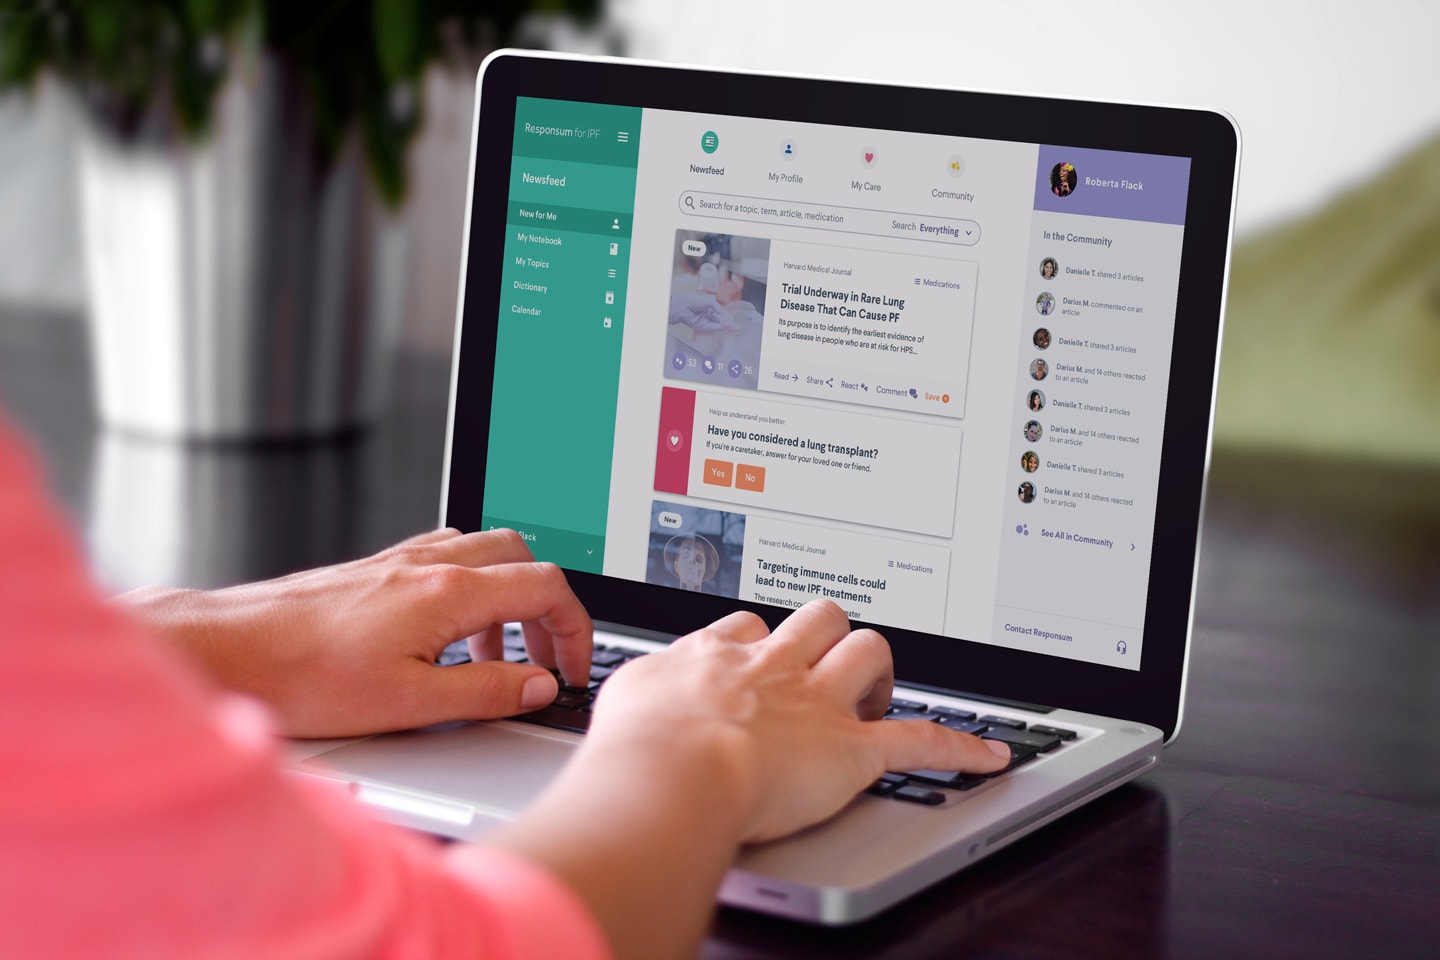 Responsum for IPF
Newsfeed
New for Me
My Notebook
My Topics
Dictionary
Calendar
Flack
Newsfeed
My Profile
My Care
Community
Search for a topic, term, article, medication
Search Everything
New
53
11
26
Harvard Medical Journal
Medications
Trial Underway in Rare Lung
Disease That Can Cause PF
Its purpose is to identify the earliest evidence of
lung disease in people who are at risk for HPS...
Read
Share
React
Comment
Save
Help us understand you better.
Have you considered a lung transplant?
If you're a caretaker, answer for your loved one or friend.
Yes
No
New
Harvard Medical Journal
Medications
Targeting immune cells could
lead to new IPF treatments
The research
Roberta Flack
In the Community
Danielle T. shared 3 articles
Darius M. commented on an
article
Danielle T. shared 3 articles
Darius M. and 14 others reacted
to an article
Danielle T. shared 3 articles
Darius M. and 14 others reacted
to an article
Danielle T. shared 3 articles
Darius M. and 14 others reacted
to an article
See All in Community
Contact Responsum